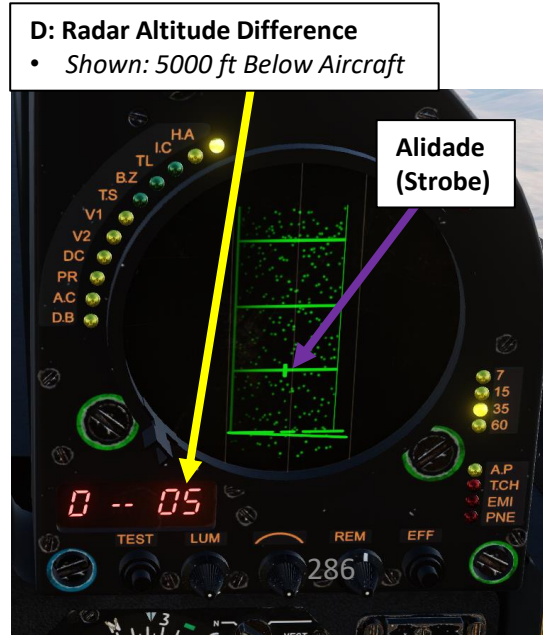 D: Radar Altitude Difference
• Shown: 5000 ft Below Aircraft
Alidade
(Strobe)
H.A
I.C
TL
B.Z
T.S
V1
V2
DC
PR
A.C
D.B
7
15
35
60
A.P
T.CH
EMI
PNE
0 -- 05
TEST
LUM
REM
EFF
286
3
N